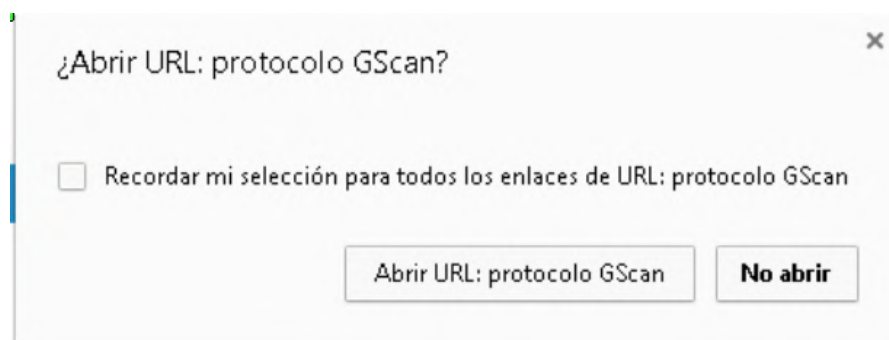 ¿Abrir URL: protocolo GScan?
Recordar mi selección para todos los enlaces de URL: protocolo GScan
Abrir URL: protocolo GScan
No abrir